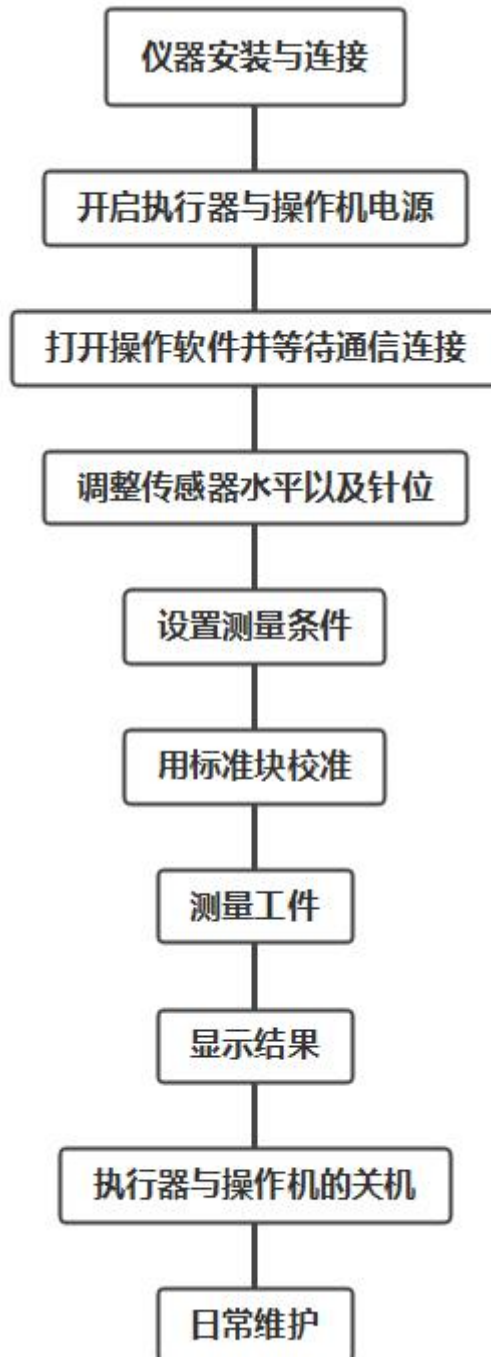 仪器安装与连接
开启执行器与操作机电源
打开操作软件并等待通信连接
调整传感器水平以及针位
设置测量条件
用标准块校准
测量工件
显示结果
执行器与操作机的关机
日常维护